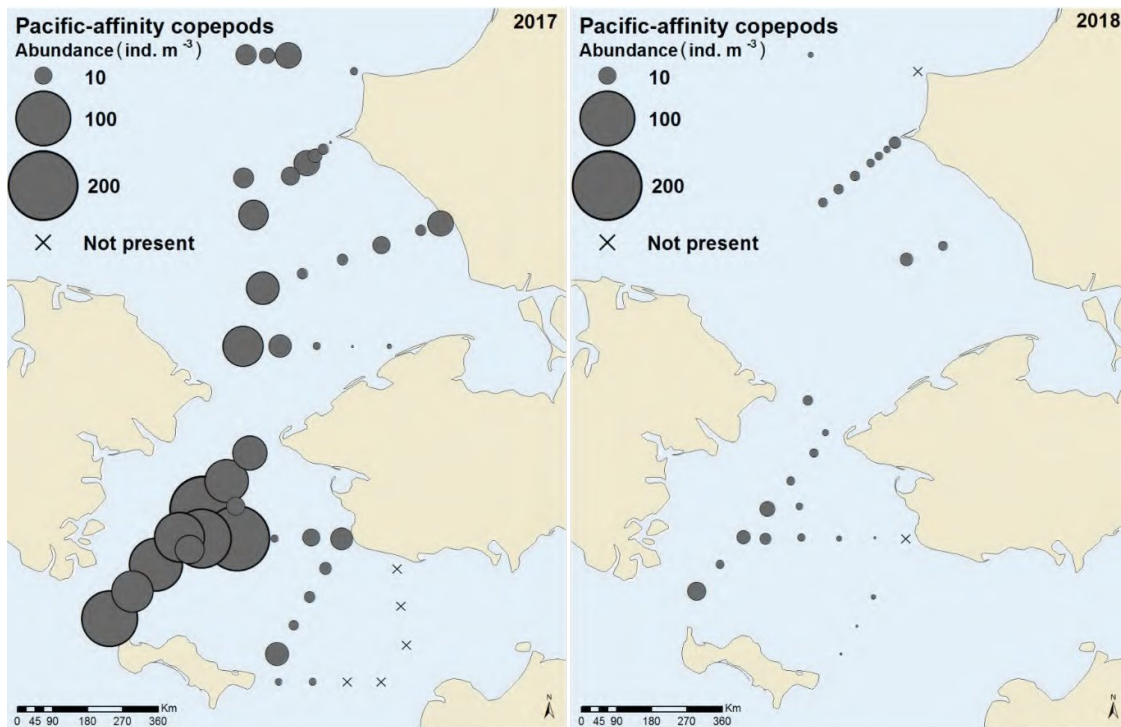 Pacific-affinity copepods 2017
Abundance (ind. m -3)
10
100
200
Not present
Km
0 45 90 180 270 360
N
Pacific-affinity copepods 2018
Abundance (ind. m -3)
10
100
200
Not present
Km
0 45 90 180 270 360
N